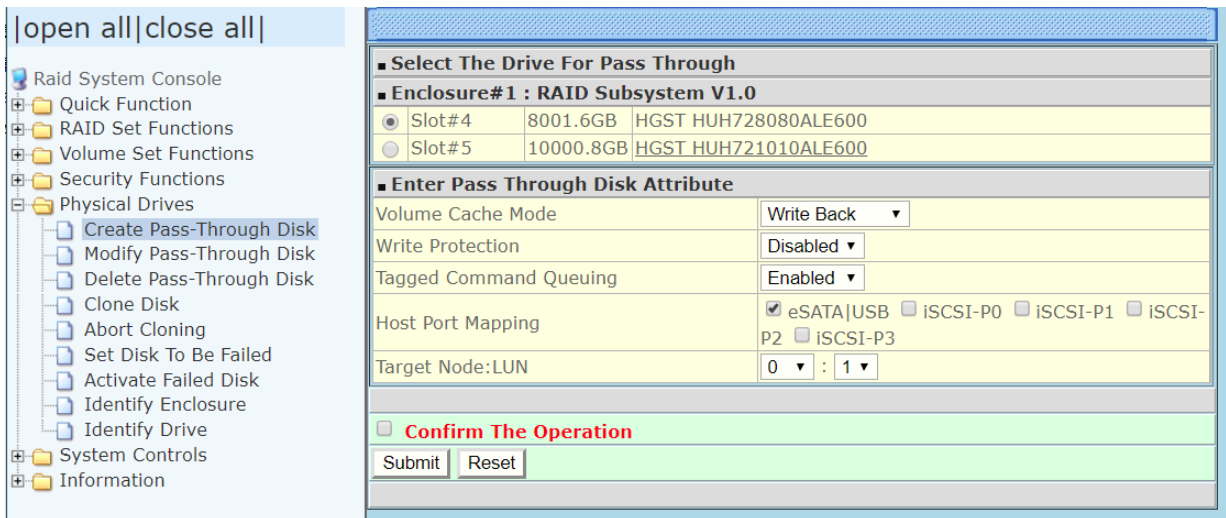 |open all|close all|
Raid System Console
Quick Function
RAID Set Functions
Volume Set Functions
Security Functions
Physical Drives
Create Pass-Through Disk
Modify Pass-Through Disk
Delete Pass-Through Disk
Clone Disk
Abort Cloning
Set Disk To Be Failed
Activate Failed Disk
Identify Enclosure
Identify Drive
System Controls
Information
Select The Drive For Pass Through
Enclosure#1 : RAID Subsystem V1.0
Slot#4 8001.6GB HGST HUH728080ALE600
Slot#5 10000.8GB HGST HUH721010ALE600
Enter Pass Through Disk Attribute
Volume Cache Mode Write Back
Write Protection Disabled
Tagged Command Queuing Enabled
Host Port Mapping eSATA|USB iSCSI-P0 iSCSI-P1 iSCSI-
P2 iSCSI-P3
Target Node:LUN 0 : 1
Confirm The Operation
Submit Reset